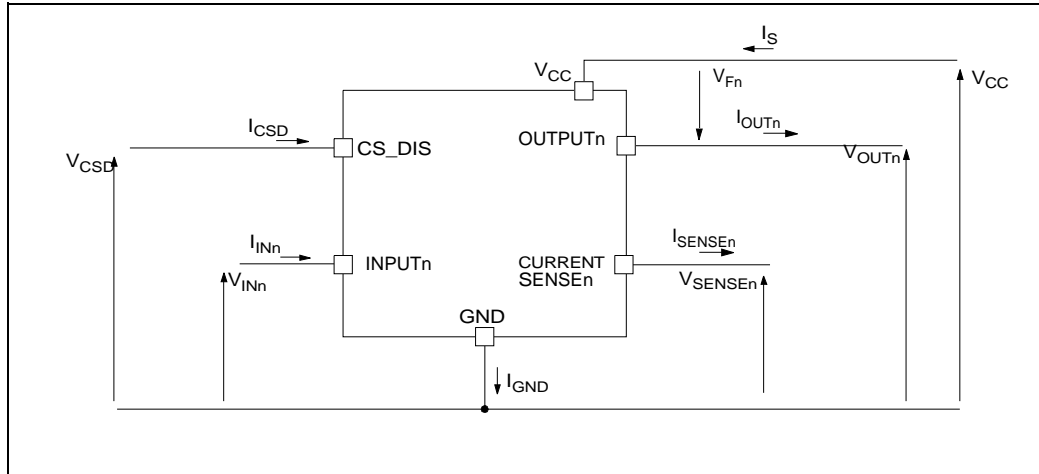 I_S
V_CC
V_Fn
V_CC
I_CSD
OUTPUTn
I_OUTn
CS_DIS
V_CSD
V_OUTn
I_INn
I_SENSEn
INPUTn
CURRENT
SENSEn
V_INn
V_SENSEn
GND
I_GND